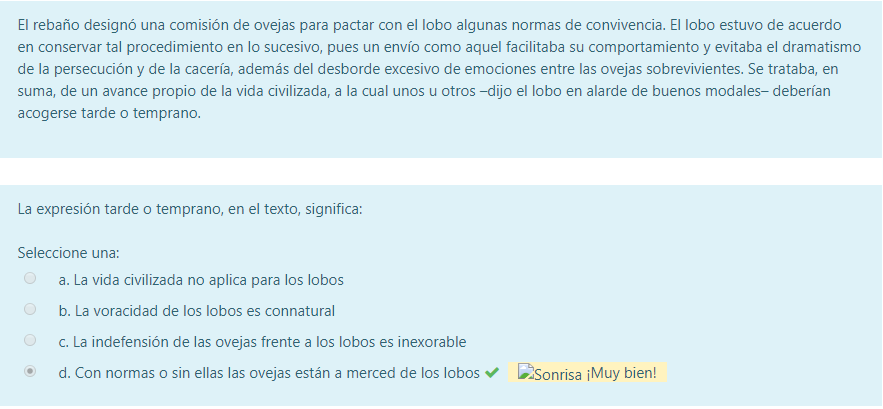 El rebaño designó una comisión de ovejas para pactar con el lobo algunas normas de convivencia. El lobo estuvo de acuerdo
en conservar tal procedimiento en lo sucesivo, pues un envío como aquel facilitaba su comportamiento y evitaba el dramatismo
de la persecución y de la cacería, además del desborde excesivo de emociones entre las ovejas sobrevivientes. Se trataba, en
suma, de un avance propio de la vida civilizada, a la cual unos u otros –dijo el lobo en alarde de buenos modales– deberían
acogerse tarde o temprano.
La expresión tarde o temprano, en el texto, significa:
Seleccione una:
a. La vida civilizada no aplica para los lobos
b. La voracidad de los lobos es connatural
c. La indefensión de las ovejas frente a los lobos es inexorable
d. Con normas o sin ellas las ovejas están a merced de los lobos Sonrisa ¡Muy bien!